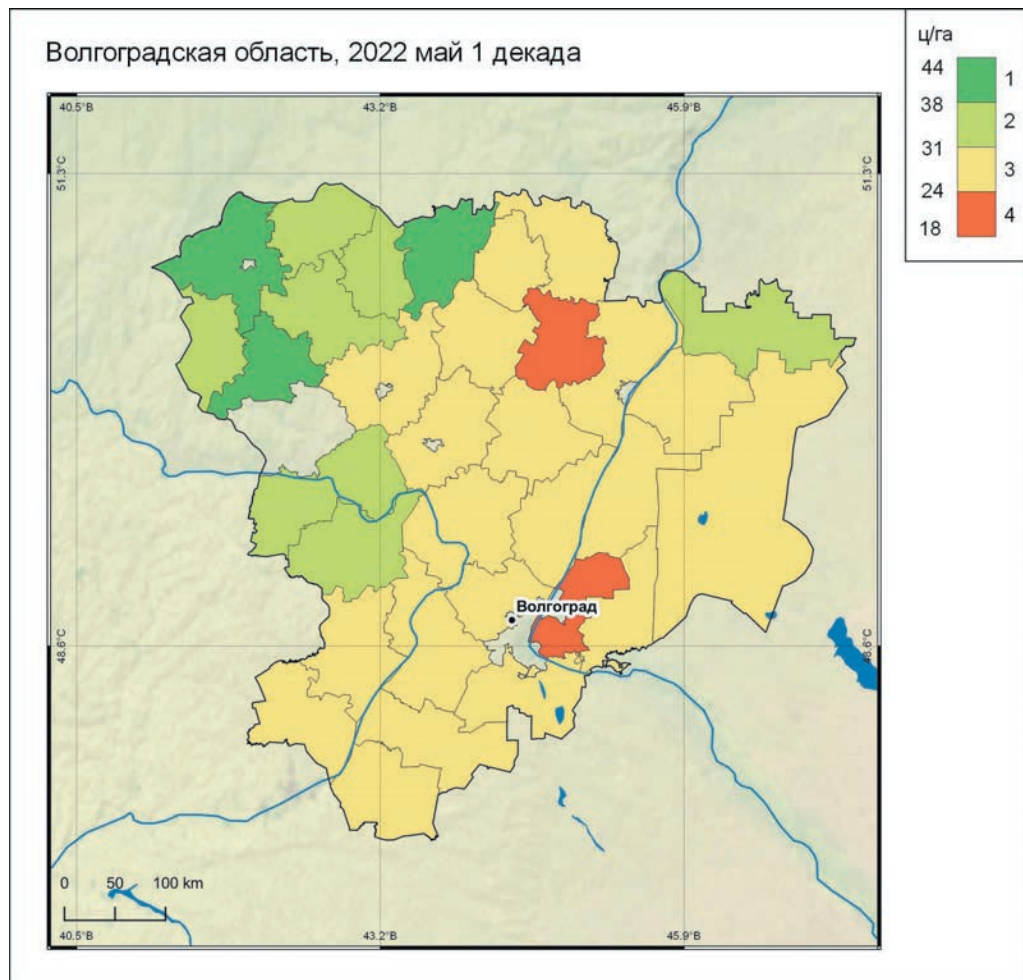 Волгоградская область, 2022 май 1 декада
ц/га
44
1
38
2
31
3
24
4
18
40.5°В
43.2°В
45.9°В
51.3°С
51.3°С
Волгоград
48.6°С
48.6°С
0 50 100 km
40.5°В
43.2°В
45.9°В